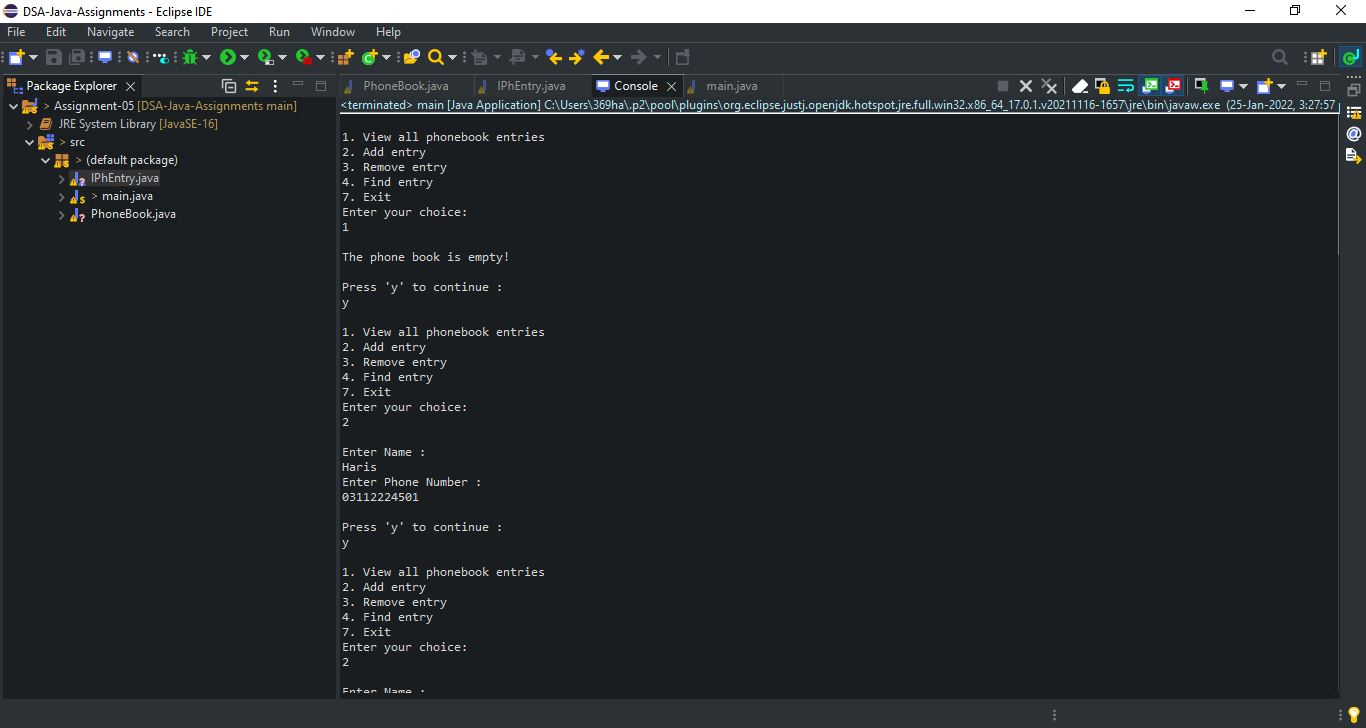 DSA-Java-Assignments - Eclipse IDE
File Edit Navigate Search Project Run Window Help
Package Explorer
PhoneBook.java IPhEntry.java Console main.java
<terminated> main [Java Application] C:\Users\369ha\.p2\pool\plugins\org.eclipse.justj.openjdk.hotspot.jre.full.win32.x86_64_17.0.1.v20211116-1657\jre\bin\javaw.exe (25-Jan-2022, 3:27:57
> Assignment-05 [DSA-Java-Assignments main]
JRE System Library [JavaSE-16]
> src
> (default package)
IPhEntry.java
> main.java
PhoneBook.java
1. View all phonebook entries
2. Add entry
3. Remove entry
4. Find entry
7. Exit
Enter your choice:
1
The phone book is empty!
Press 'y' to continue :
y
1. View all phonebook entries
2. Add entry
3. Remove entry
4. Find entry
7. Exit
Enter your choice:
2
Enter Name :
Haris
Enter Phone Number :
03112224501
Press 'y' to continue :
y
1. View all phonebook entries
2. Add entry
3. Remove entry
4. Find entry
7. Exit
Enter your choice:
2
Enter Name :